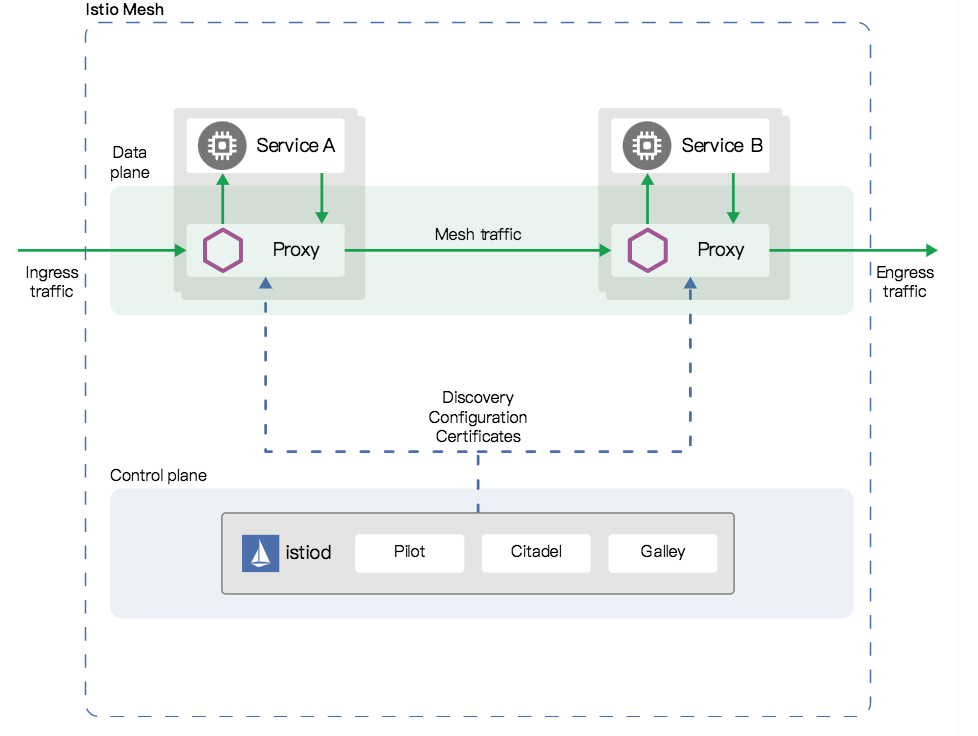 Istio Mesh
Data
plane
Service A
Service B
Proxy
Mesh traffic
Proxy
Ingress
traffic
Engress
traffic
Discovery
Configuration
Certificates
Control plane
istiod
Pilot
Citadel
Galley